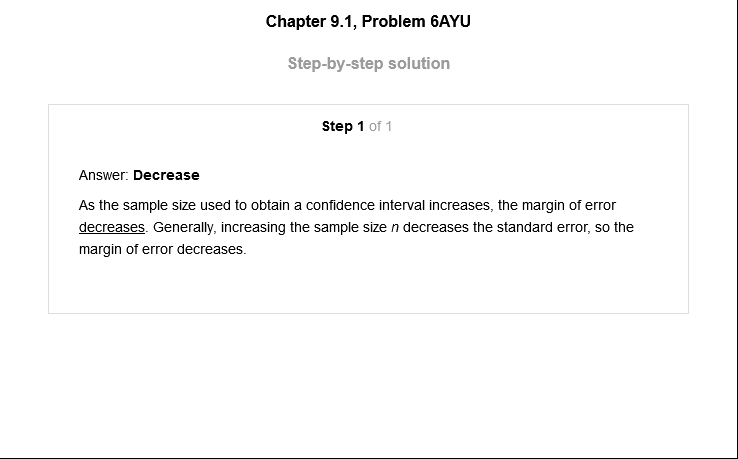 Chapter 9.1, Problem 6AYU
Step-by-step solution
Step 1 of 1
Answer: Decrease
As the sample size used to obtain a confidence interval increases, the margin of error
decreases. Generally, increasing the sample size n decreases the standard error, so the
margin of error decreases.